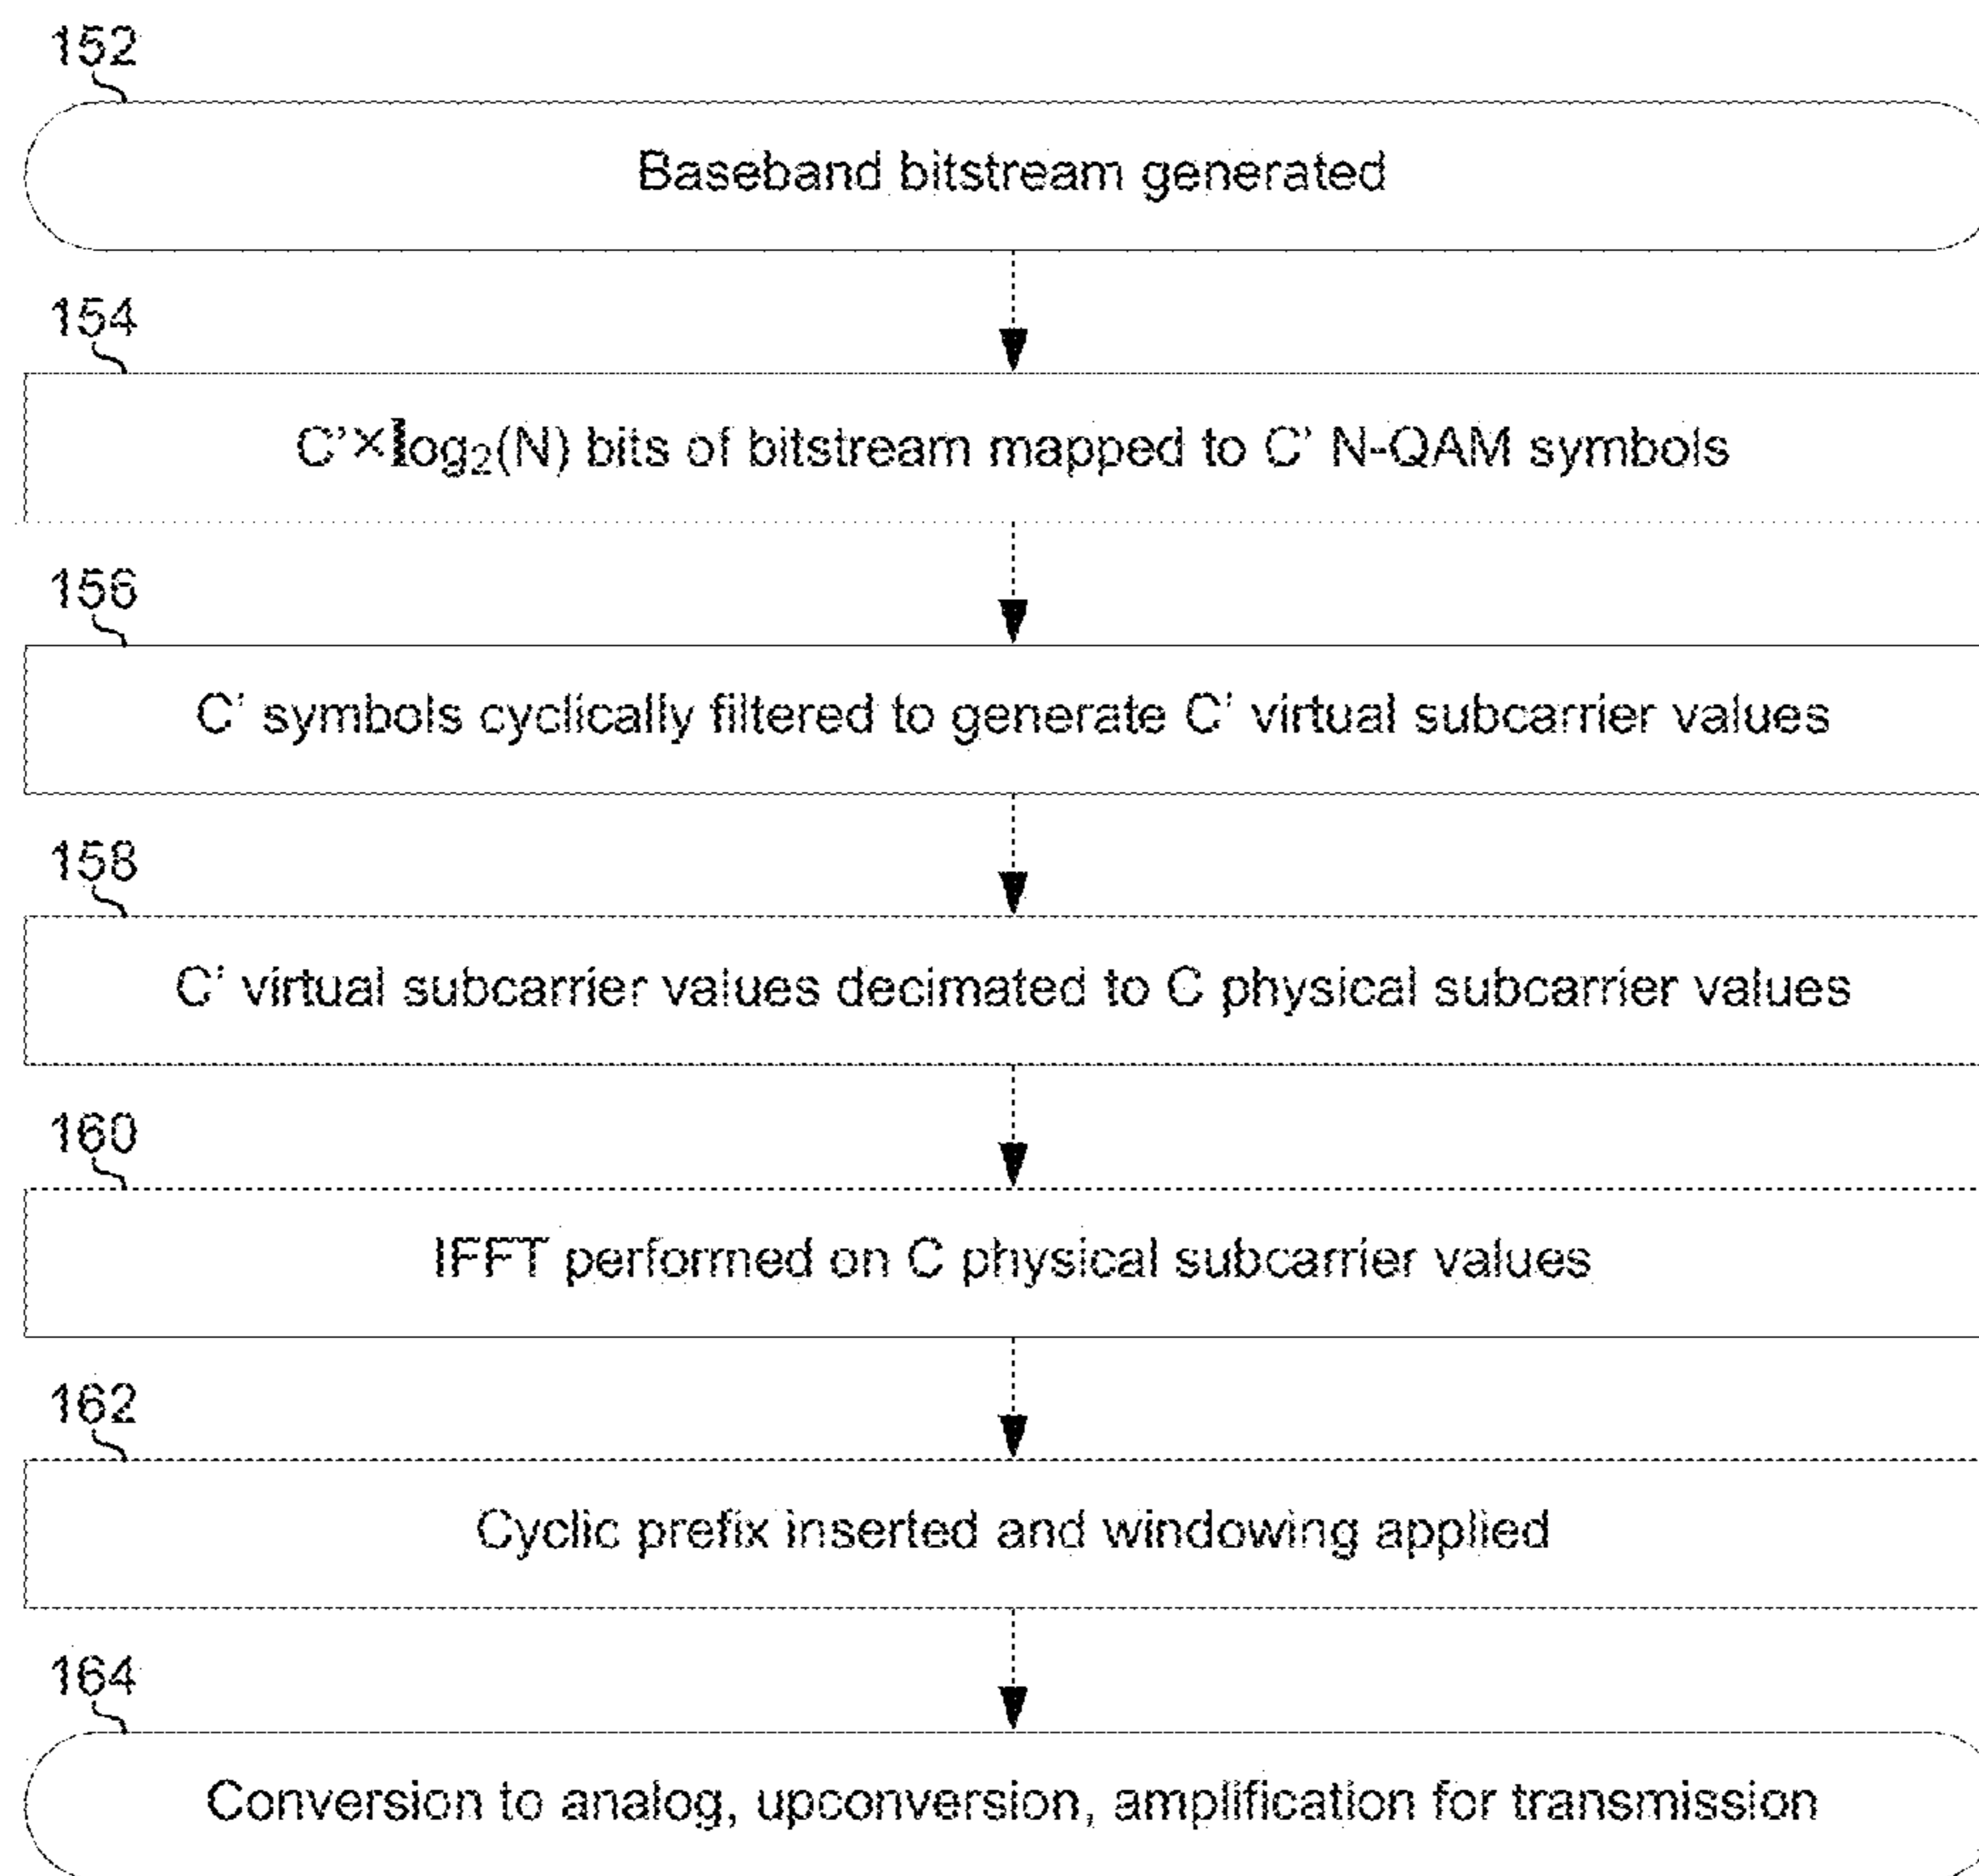 152
Baseband bitstream generated
154
C'×log₂(N) bits of bitstream mapped to C' N-QAM symbols
156
C' symbols cyclically filtered to generate C' virtual subcarrier values
158
C' virtual subcarrier values decimated to C physical subcarrier values
160
IFFT performed on C physical subcarrier values
162
Cyclic prefix inserted and windowing applied
164
Conversion to analog, upconversion, amplification for transmission